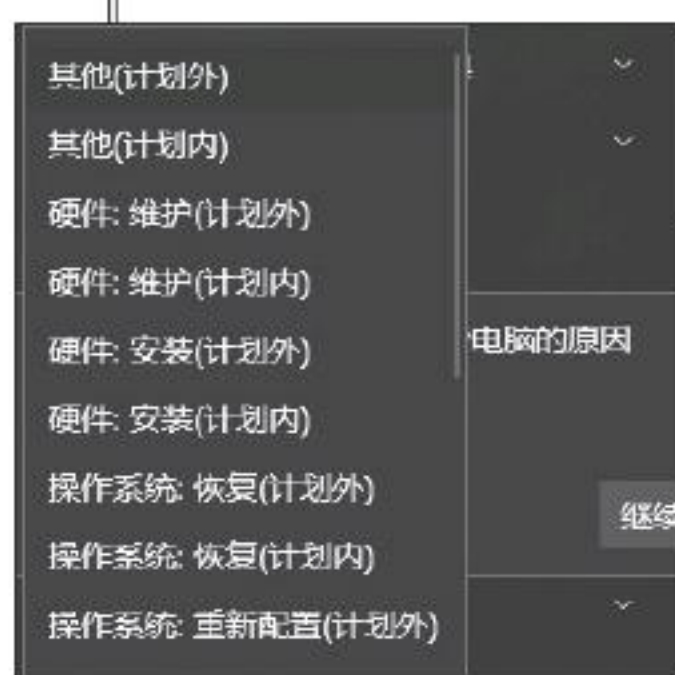 其他(计划外)
其他(计划内)
硬件: 维护(计划外)
硬件: 维护(计划内)
电脑的原因
硬件: 安装(计划外)
硬件: 安装(计划内)
操作系统: 恢复(计划外)
继续
操作系统: 恢复(计划内)
操作系统: 重新配置(计划外)